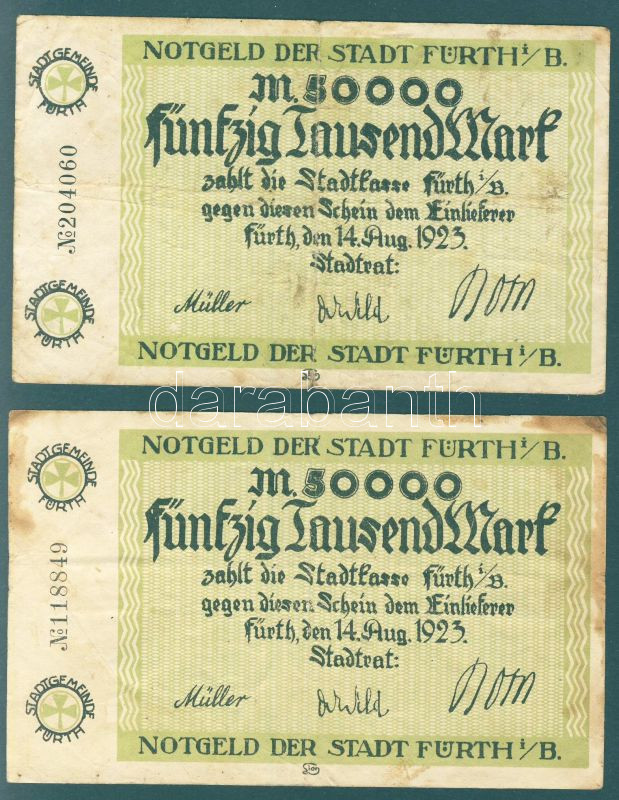 STADTGEMEINDE
FÜRTH
№204060
STADTGEMEINDE
FÜRTH
NOTGELD DER STADT FÜRTH i/B.
M. 50000
Fünfzig Tausend Mark
zahlt die Stadtkasse Fürth i/B.
gegen diesen Schein dem Einlieferer
Fürth, den 14. Aug. 1923.
Stadtrat:
Müller
NOTGELD DER STADT FÜRTH i/B.
darabanth
STADTGEMEINDE
FÜRTH
№118849
STADTGEMEINDE
FÜRTH
NOTGELD DER STADT FÜRTH i/B.
M. 50000
Fünfzig Tausend Mark
zahlt die Stadtkasse Fürth i/B.
gegen diesen Schein dem Einlieferer
Fürth, den 14. Aug. 1923.
Stadtrat:
Müller
NOTGELD DER STADT FÜRTH i/B.